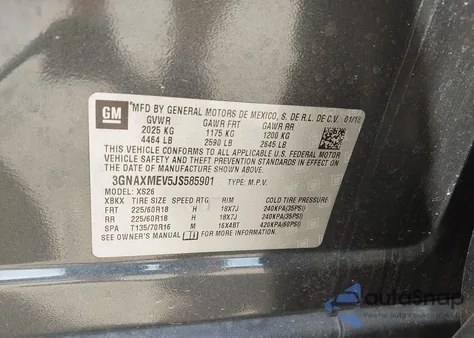 GM
MFD BY GENERAL MOTORS DE MEXICO, S. DE R.L. DE C.V. 01/18
GVWR GAWR FRT GAWR RR
2025 KG 1175 KG 1200 KG
4464 LB 2590 LB 2645 LB
THIS VEHICLE CONFORMS TO ALL APPLICABLE U.S. FEDERAL MOTOR
VEHICLE SAFETY, BUMPER, AND THEFT PREVENTION STANDARDS IN
EFFECT ON THE DATE OF MANUFACTURE SHOWN ABOVE.
3GNAXMEV5JS585901 TYPE: M.P.V.
MODEL: XS26
XBKX TIRE SIZE SPEED RTG RIM COLD TIRE PRESSURE
FRT 225/60R18 H 18X7J 240KPA(35PSI)
RR 225/60R18 H 18X7J 240KPA(35PSI)
SPA T135/70R16 M 16X4BT 420KPA(60PSI)
SEE OWNER'S MANUAL FOR MORE INFORMATION.
autoSnap